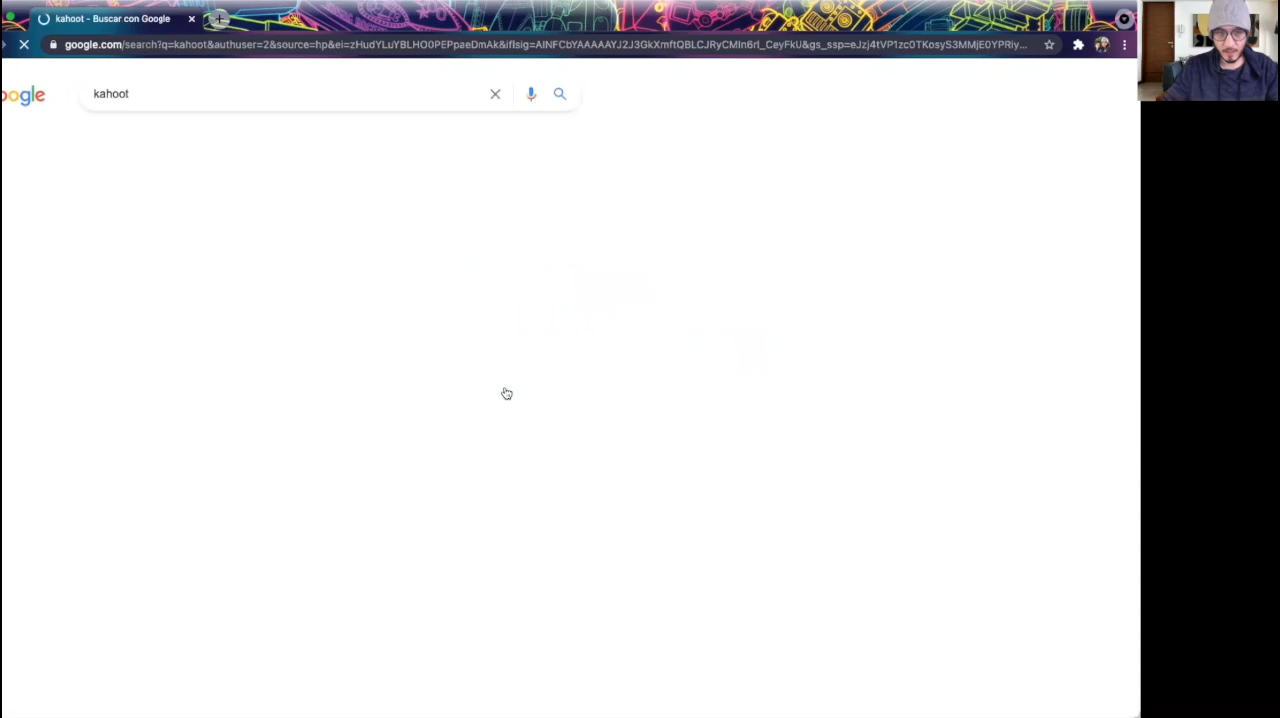 kahoot - Buscar con Google
google.com/search?q=kahoot&authuser=2&source=hp&ei=zHudYLuYBLHO0PEPpaeDmAk&iflsig=AINFCbYAAAAAYJ2J3GkXmftQBLCJRyCMIn6rl_CeyFkU&gs_ssp=eJzj4tVP1zc0TKosyS3MMjE0YPRiy...
oogle
kahoot